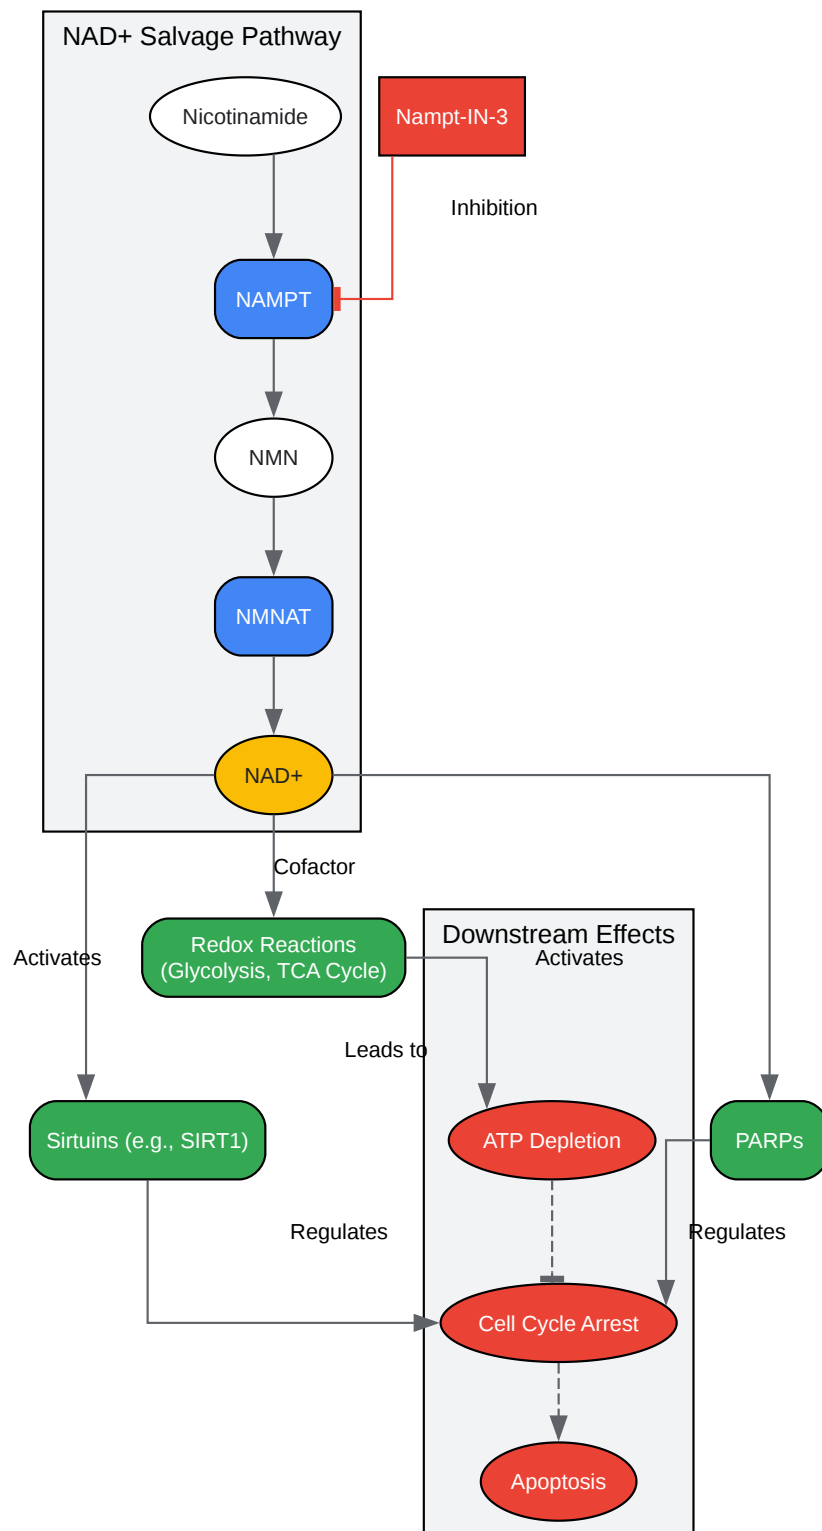 NAD+ Salvage Pathway
Nicotinamide
Nampt-IN-3
Inhibition
NAMPT
NMN
NMNAT
NAD+
Cofactor
Redox Reactions
(Glycolysis, TCA Cycle)
Downstream Effects
Activates
Activates
Leads to
Sirtuins (e.g., SIRT1)
ATP Depletion
PARPs
Regulates
Regulates
Cell Cycle Arrest
Apoptosis